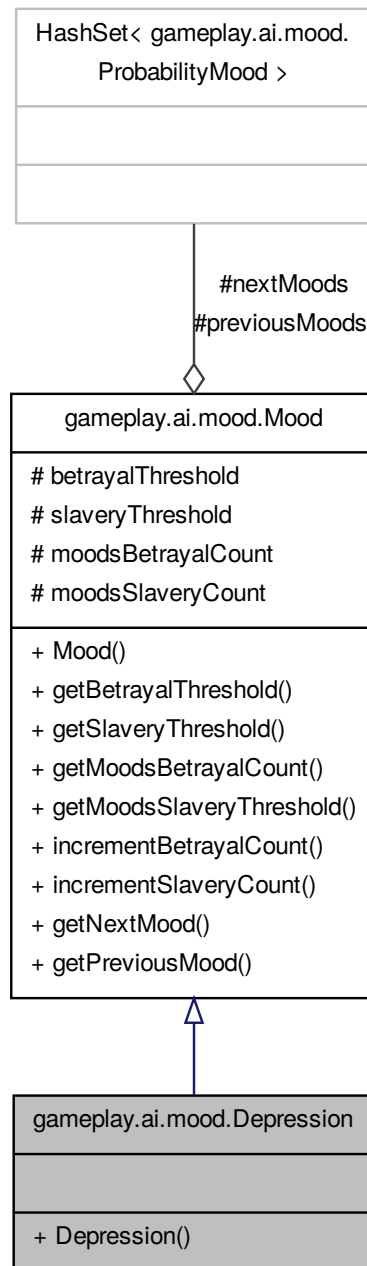 HashSet< gameplay.ai.mood.
ProbabilityMood >
#nextMoods
#previousMoods
gameplay.ai.mood.Mood
# betrayalThreshold
# slaveryThreshold
# moodsBetrayalCount
# moodsSlaveryCount
+ Mood()
+ getBetrayalThreshold()
+ getSlaveryThreshold()
+ getMoodsBetrayalCount()
+ getMoodsSlaveryThreshold()
+ incrementBetrayalCount()
+ incrementSlaveryCount()
+ getNextMood()
+ getPreviousMood()
gameplay.ai.mood.Depression
+ Depression()